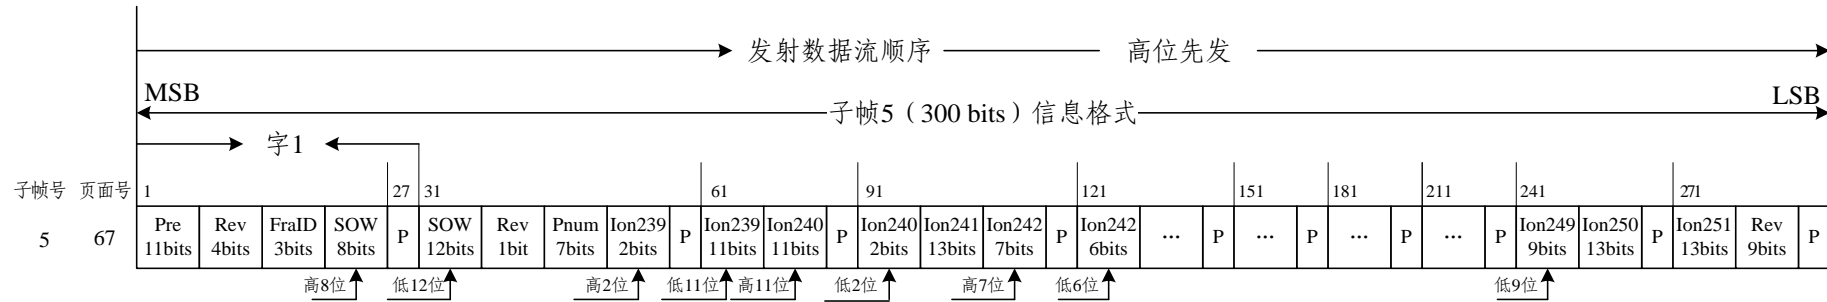 发射数据流顺序 高位先发
MSB LSB
子帧5（300 bits）信息格式
字1
子帧号 页面号 1 27 31 61 91 121 151 181 211 241 271
Pre Rev FraID SOW P SOW Rev Pnum Ion239 P Ion239 Ion240 P Ion240 Ion241 Ion242 P Ion242 ... P ... P ... P ... P Ion249 Ion250 P Ion251 Rev P
5 67 11bits 4bits 3bits 8bits 12bits 1bit 7bits 2bits 11bits 11bits 2bits 13bits 7bits 6bits 9bits 13bits 13bits 9bits
高8位 低12位 高2位 低11位 高11位 低2位 高7位 低6位 低9位